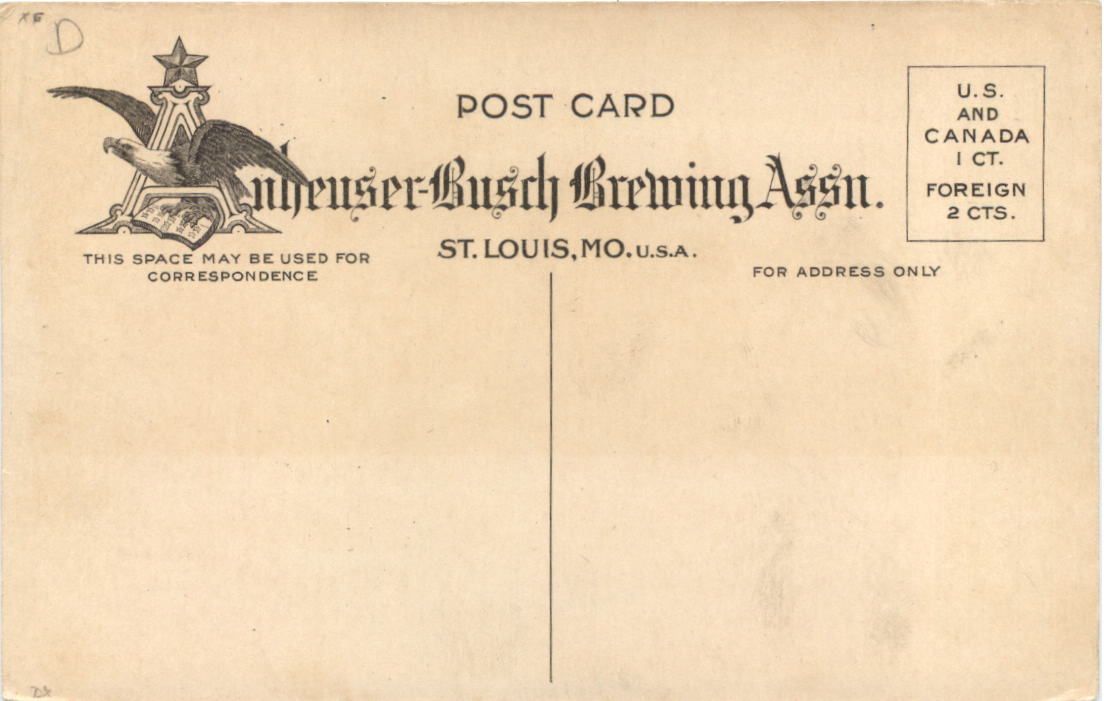 D
POST CARD
U.S.
AND
CANADA
1 CT.
FOREIGN
2 CTS.
Anheuser-Busch Brewing Assn.
ST. LOUIS, MO. U.S.A.
THIS SPACE MAY BE USED FOR
CORRESPONDENCE
FOR ADDRESS ONLY